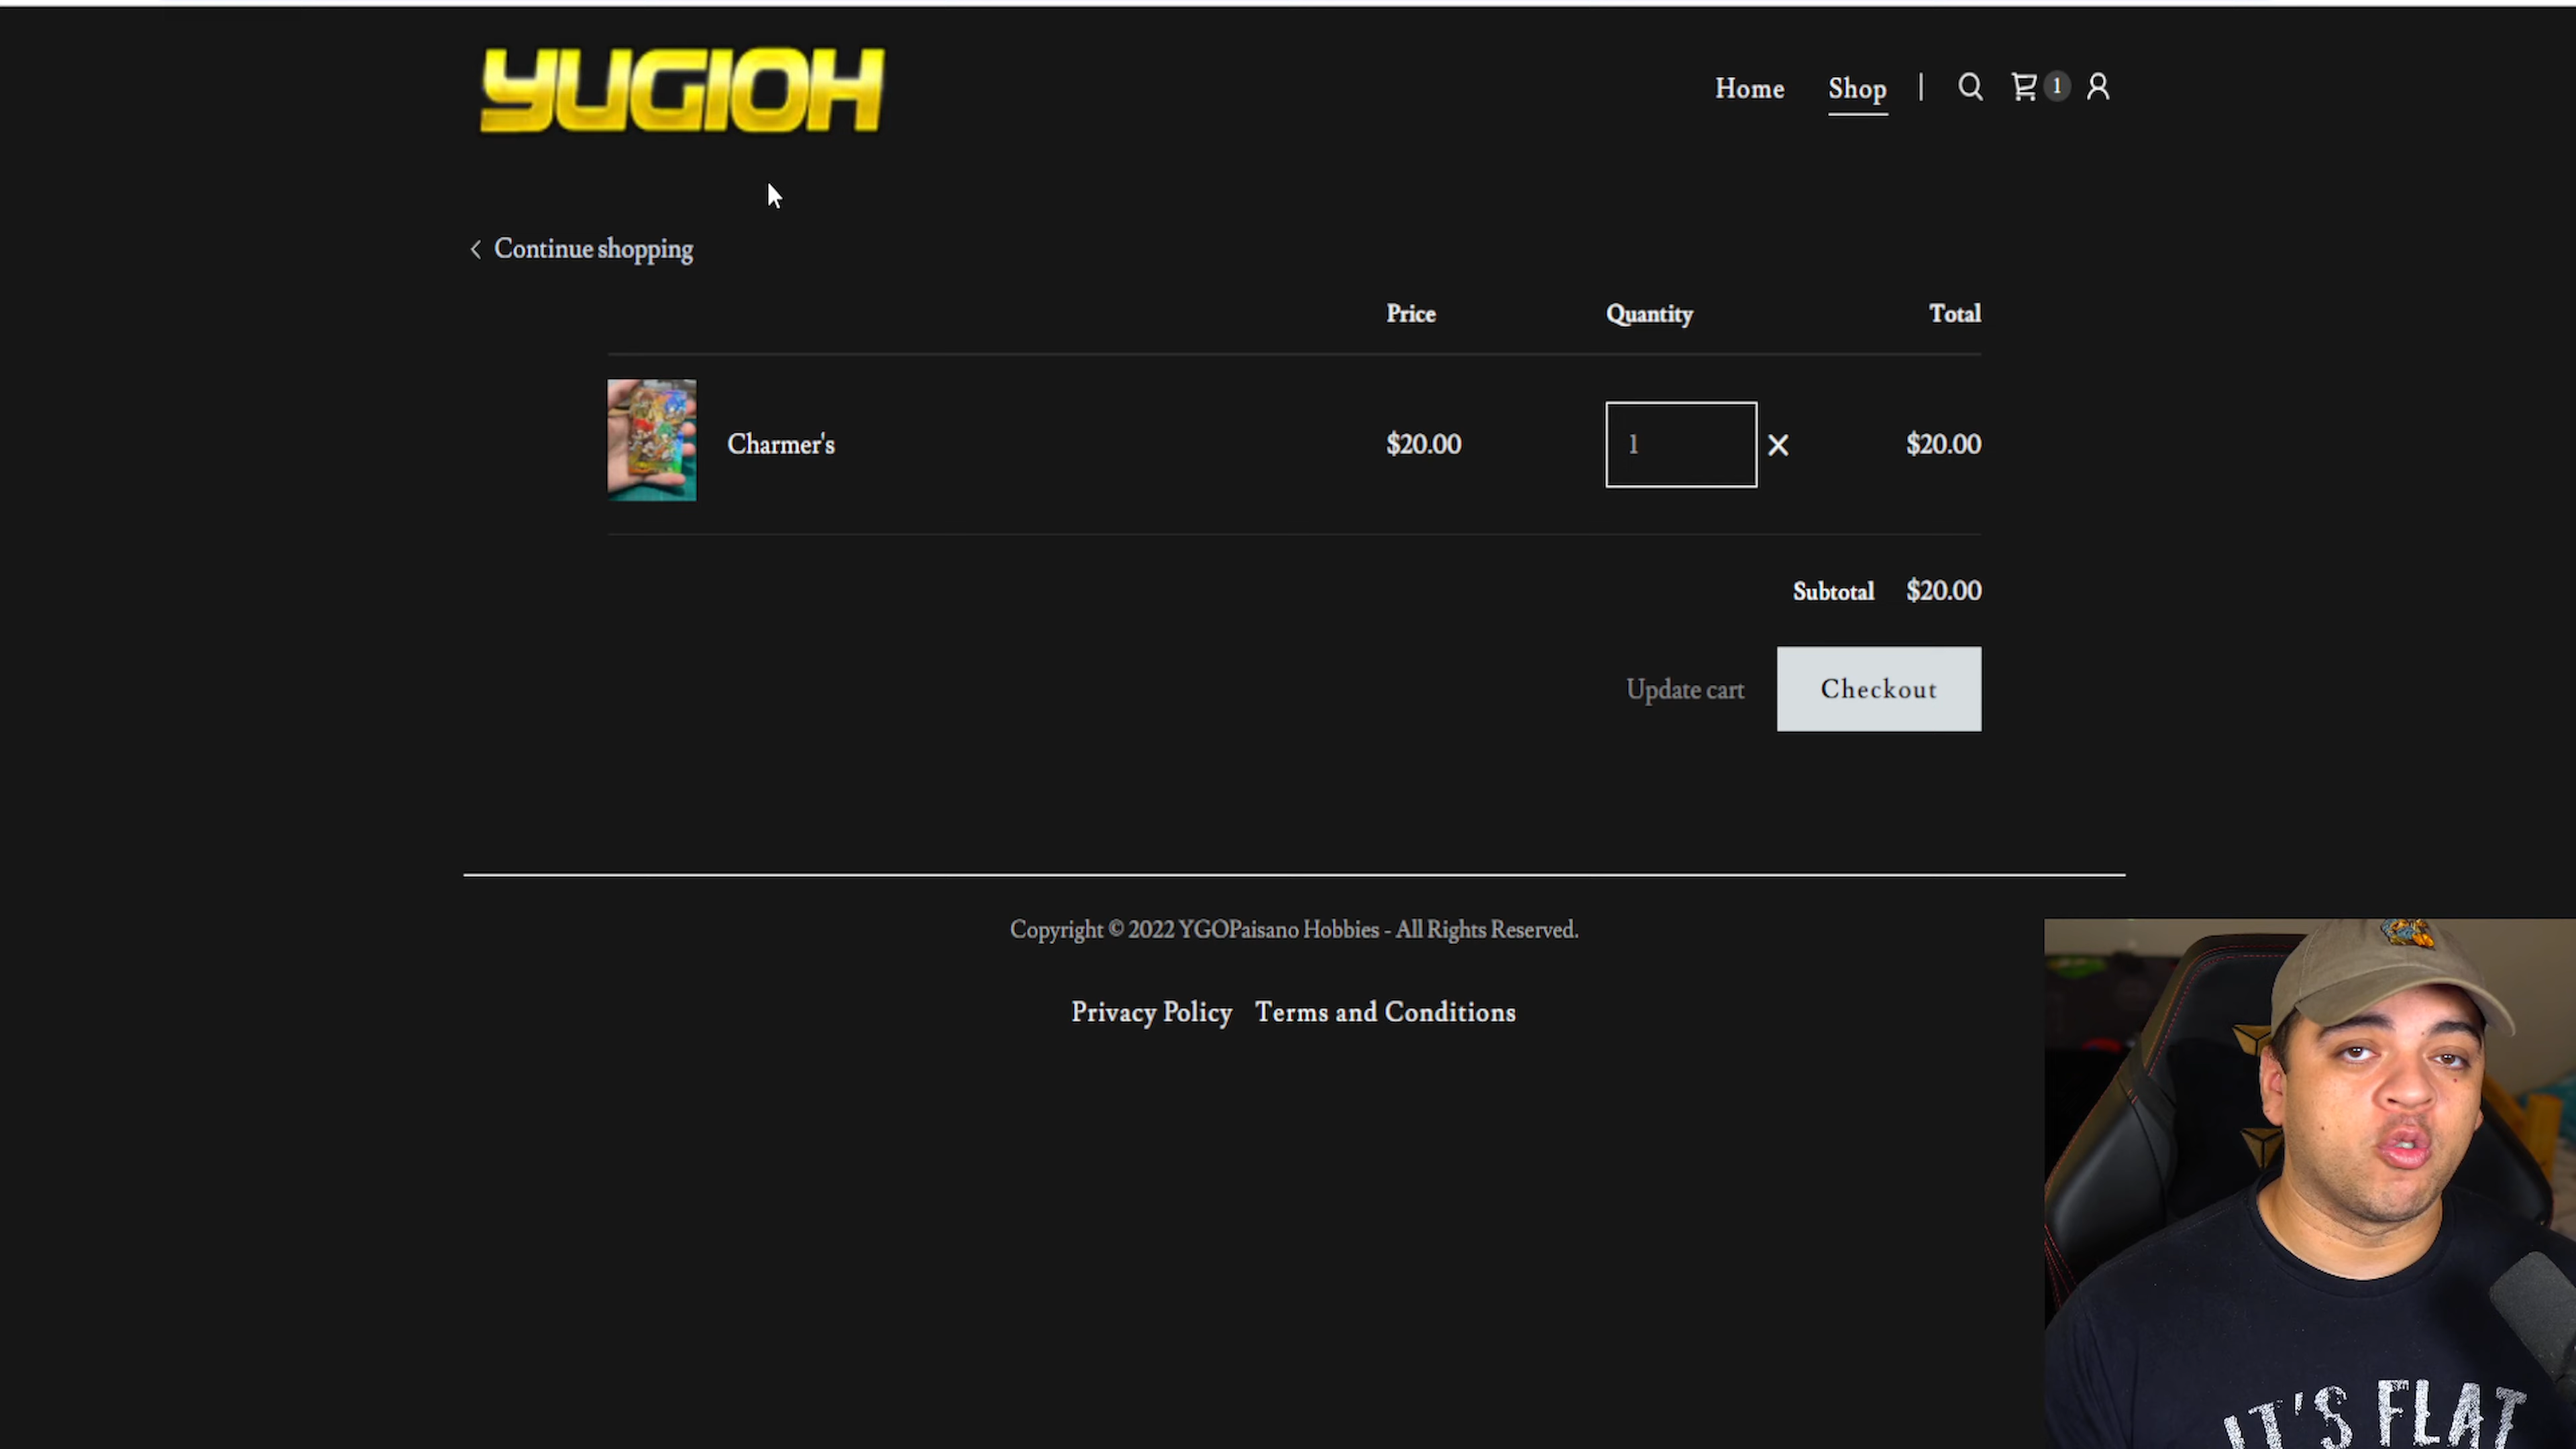 YUGIOH
Home Shop 1
Continue shopping
Price Quantity Total
Charmer's $20.00 1 $20.00
Subtotal $20.00
Update cart Checkout
Copyright © 2022 YGOPaisano Hobbies - All Rights Reserved.
Privacy Policy Terms and Conditions
IT'S FLAT